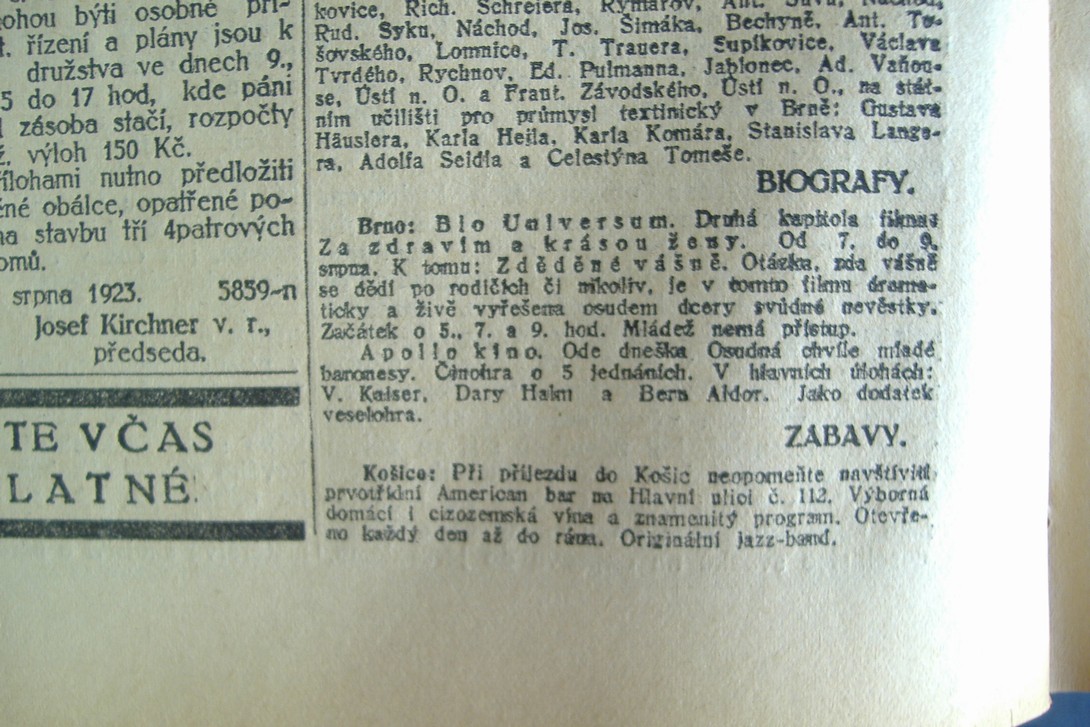 ohou býti osobně při-
t. řízení a plány jsou k
družstva ve dnech 9.,
5 do 17 hod, kde páni
l zásoba stačí, rozpočty
ž. výloh 150 Kč.
ílohami nutno předložiti
né obálce, opatřené po-
na stavbu tří 4patrových
omů.
srpna 1923. 5859-n
Josef Kirchner v. r.,
předseda.
TE VČAS
LATNÉ
kovice, Rich. Schreiera, Rýmařov, Ant.
Rud. Syku, Náchod, Jos. Šimáka, Bechyně, Ant. To-
šovského, Lomnice, T. Trauera, Supíkovice, Václava
Tvrdého, Rychnov, Ed. Pulmanna, Jablonec, Ad. Vaňou-
se, Ústí n. O. a Frant. Závodského, Ústí n. O., na stát-
ním učilišti pro průmysl textinický v Brně: Gustava
Häuslera, Karla Hejla, Karla Komára, Stanislava Lange-
ra, Adolfa Seidla a Celestýna Tomeše.
BIOGRAFY.
Brno: Bio Universum. Druhá kapitola filmu
Za zdravím a krásou ženy. Od 7. do 9.
srpna. K tomu: Zděděné vášně. Otázka, zda vášně
se dědí po rodičích či nikoliv, je v tomto filmu drama-
ticky a živě vyřešena osudem dcery svůdné nevěstky.
Začátek o 5., 7. a 9. hod. Mládež nemá přístup.
Apollo kino. Ode dneška Osudná chvíle mladé
baronesy. Činohra o 5 jednáních. V hlavních úlohách:
V. Kaiser, Dary Halm a Bera Aldor. Jako dodatek
veselohra.
ZÁBAVY.
Košice: Při příjezdu do Košic neopomeňte navštíviti
prvotřídní American bar na Hlavní ulici č. 112. Výborná
domácí i cizozemská vína a znamenitý program. Otevře-
no každý den až do rána. Originální jazz-band.